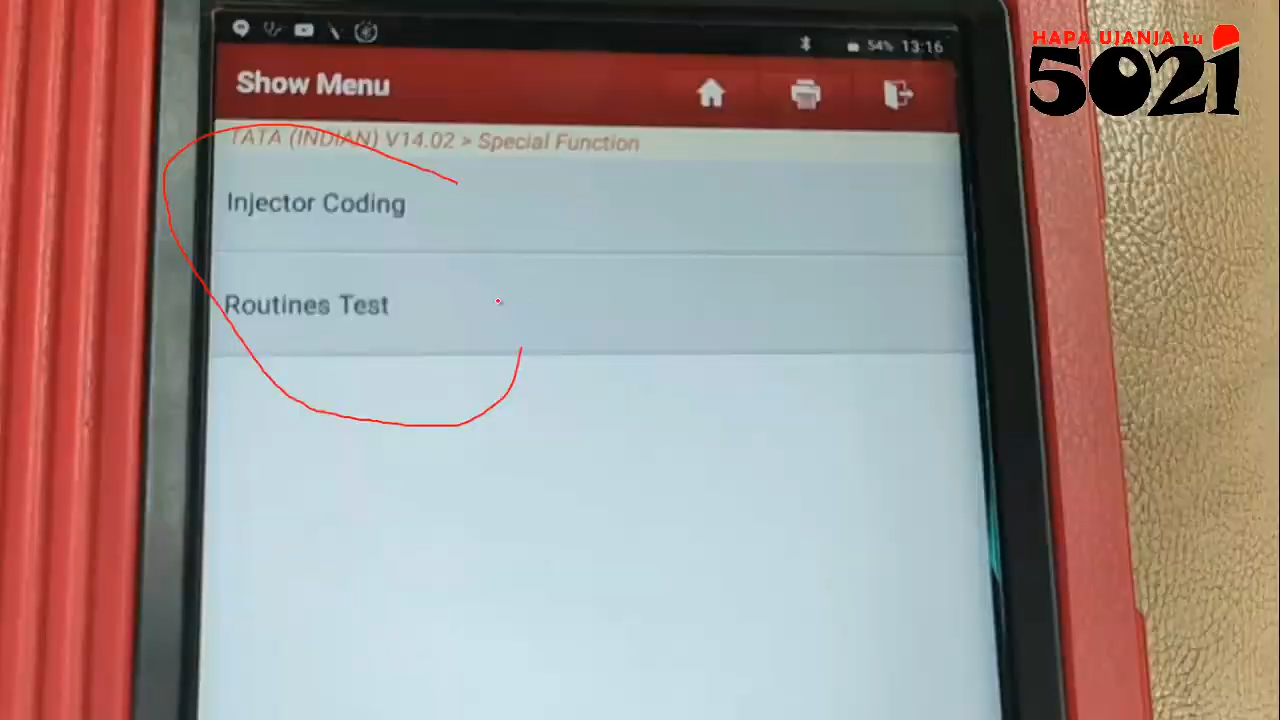 HAPA UJANJA tu
5021
54% 13:16
Show Menu
TATA (INDIAN) V14.02 > Special Function
Injector Coding
Routines Test